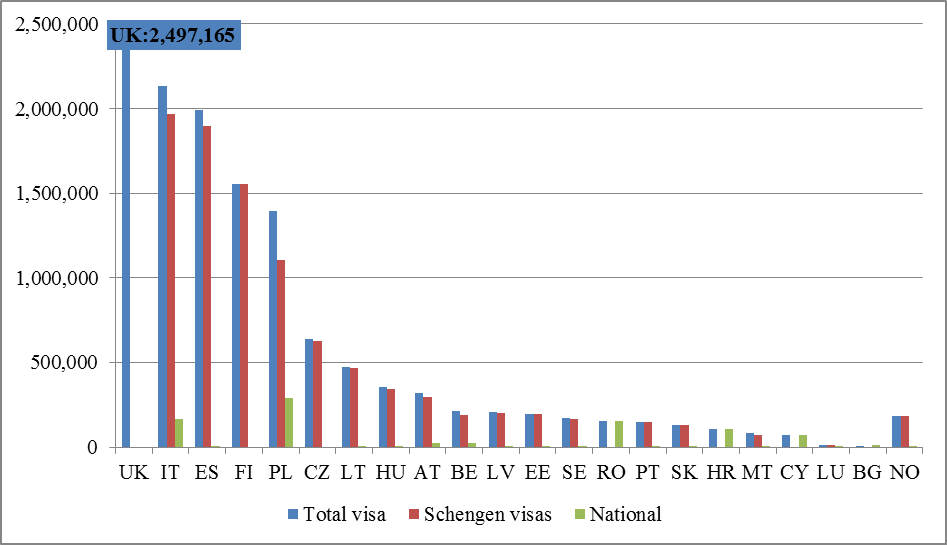 2,500,000
UK:2,497,165
2,000,000
1,500,000
1,000,000
500,000
0
UK IT ES FI PL CZ LT HU AT BE LV EE SE RO PT SK HR MT CY LU BG NO
Total visa Schengen visas National